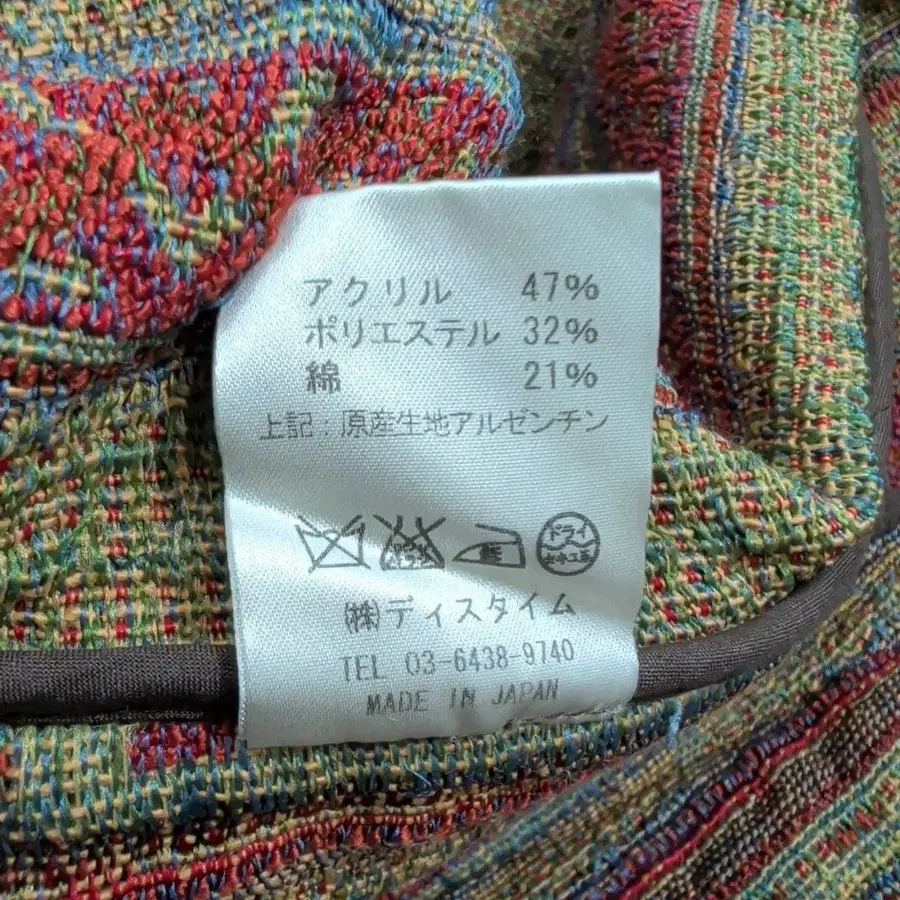 アクリル 47%
ポリエステル 32%
綿 21%
上記：原産生地アルゼンチン
ドライ
㈱ディスタイム
TEL 03-6438-9740
MADE IN JAPAN